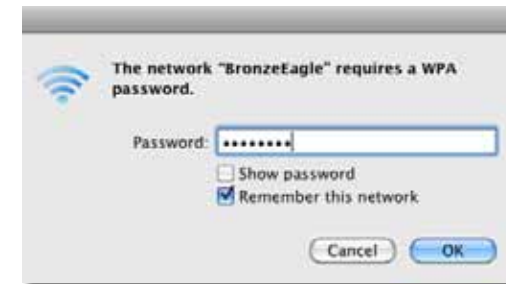 The network "BronzeEagle" requires a WPA
password.
Password: ••••••••
Show password
Remember this network
Cancel OK